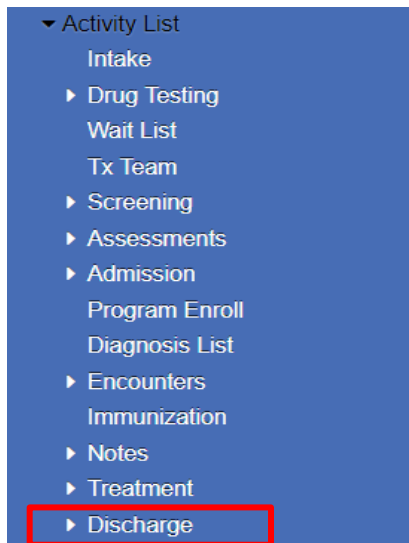 Activity List
Intake
Drug Testing
Wait List
Tx Team
Screening
Assessments
Admission
Program Enroll
Diagnosis List
Encounters
Immunization
Notes
Treatment
Discharge